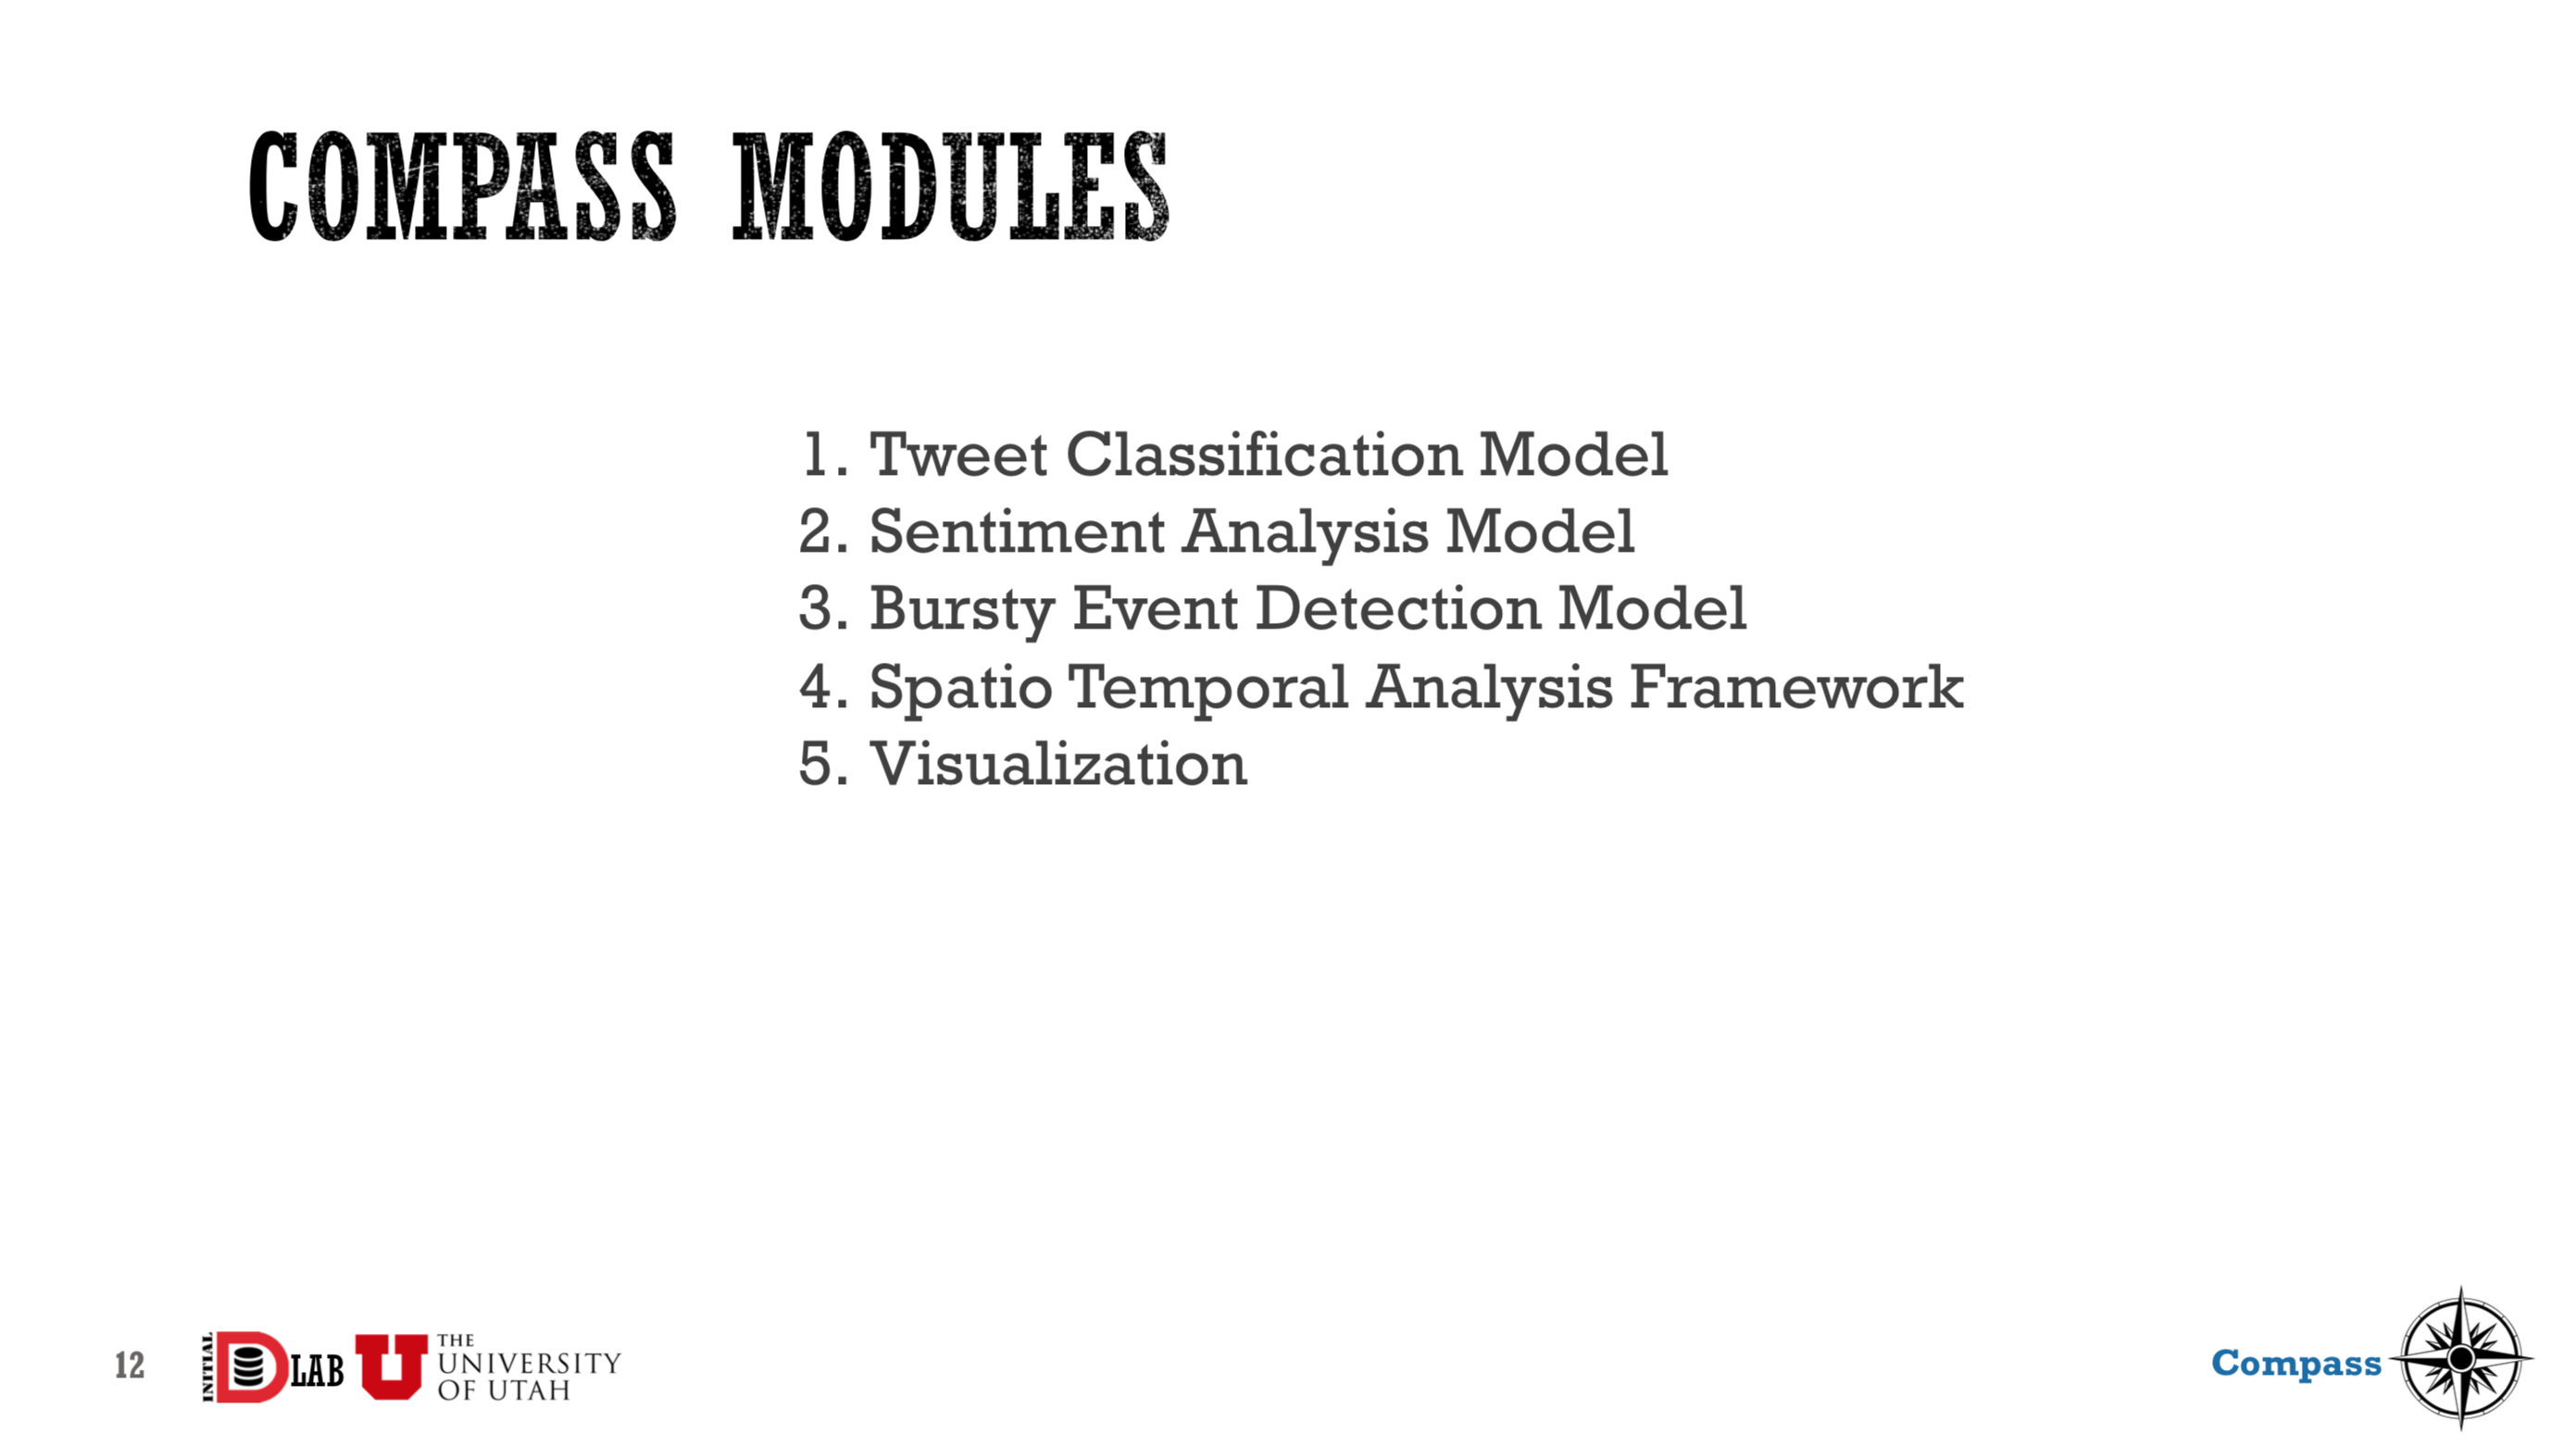 COMPASS MODULES
1. Tweet Classification Model
2. Sentiment Analysis Model
3. Bursty Event Detection Model
4. Spatio Temporal Analysis Framework
5. Visualization
12
INITIAL
D LAB
U
THE
UNIVERSITY
OF UTAH
Compass